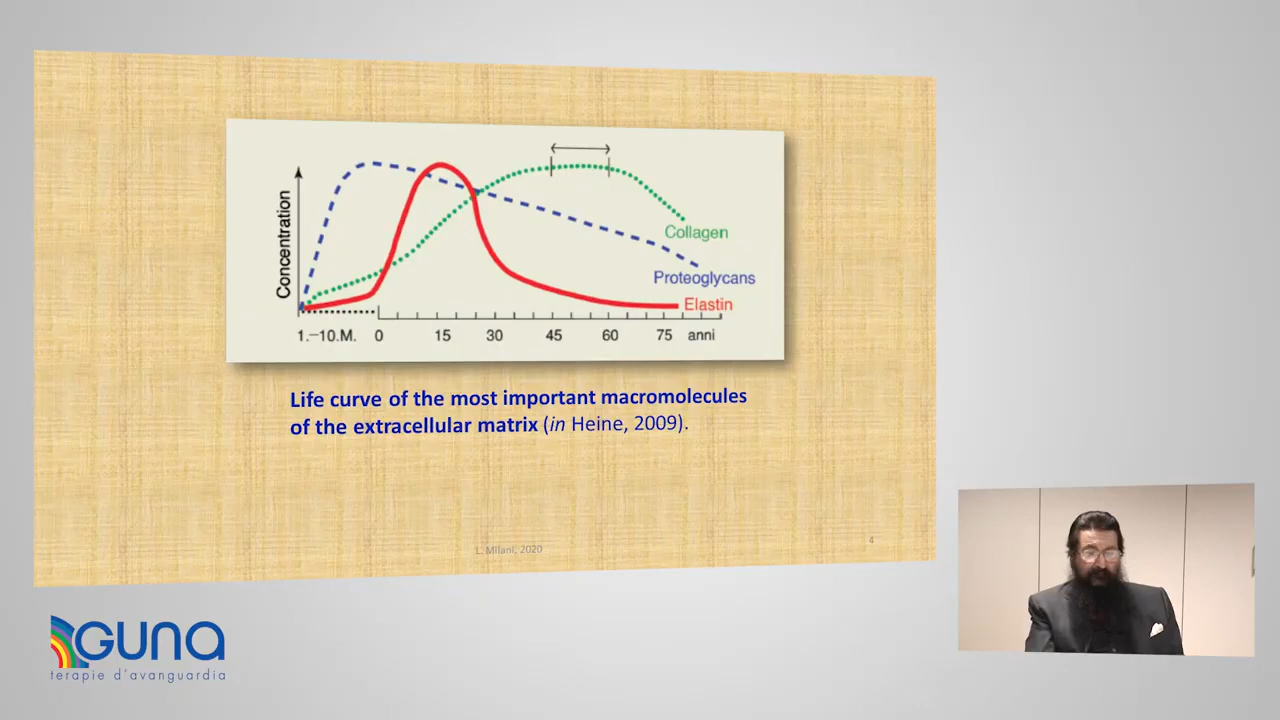 Concentration
Collagen
Proteoglycans
Elastin
1.–10.M. 0 15 30 45 60 75 anni
Life curve of the most important macromolecules
of the extracellular matrix (in Heine, 2009).
L. Milani, 2020
4
GUNA
terapie d'avanguardia